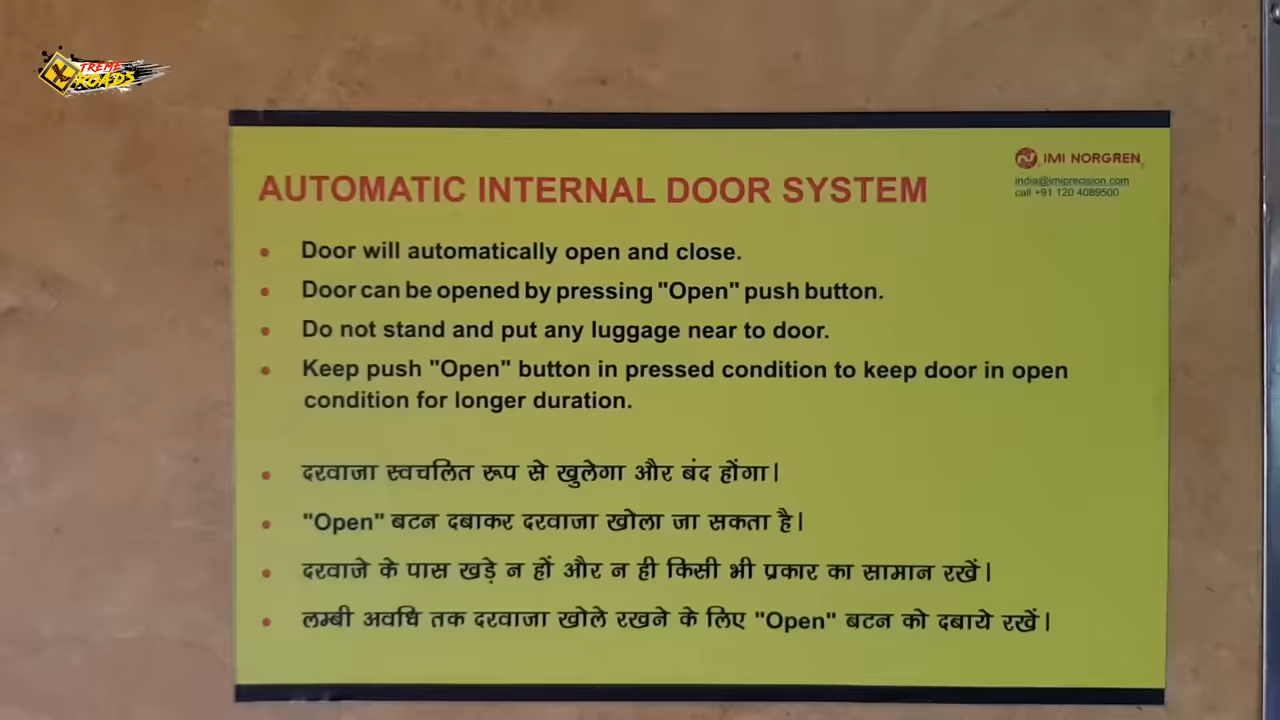 XTREME
ROADS
IMI NORGREN
AUTOMATIC INTERNAL DOOR SYSTEM
india@imiprecision.com
call +91 120 4089500
• Door will automatically open and close.
• Door can be opened by pressing "Open" push button.
• Do not stand and put any luggage near to door.
• Keep push "Open" button in pressed condition to keep door in open
condition for longer duration.
• दरवाजा स्वचलित रूप से खुलेगा और बंद होंगा।
• "Open" बटन दबाकर दरवाजा खोला जा सकता है।
• दरवाजे के पास खड़े न हों और न ही किसी भी प्रकार का सामान रखें।
• लम्बी अवधि तक दरवाजा खोले रखने के लिए "Open" बटन को दबाये रखें।